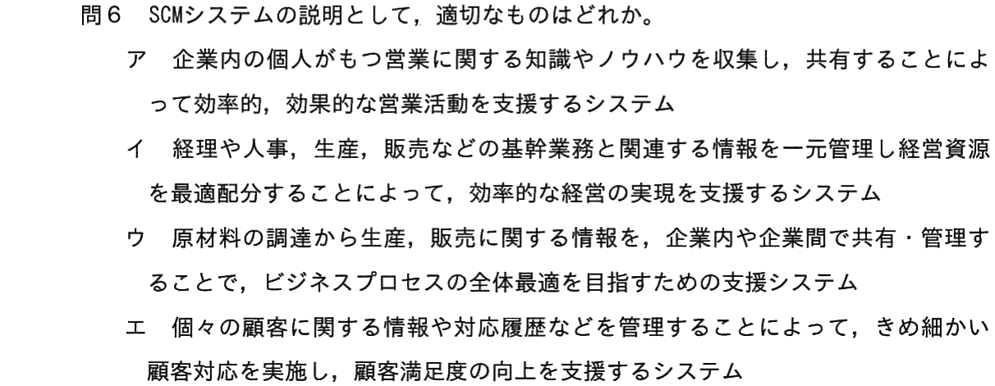 問６　SCMシステムの説明として，適切なものはどれか。
ア　企業内の個人がもつ営業に関する知識やノウハウを収集し，共有することによ
って効率的，効果的な営業活動を支援するシステム
イ　経理や人事，生産，販売などの基幹業務と関連する情報を一元管理し経営資源
を最適配分することによって，効率的な経営の実現を支援するシステム
ウ　原材料の調達から生産，販売に関する情報を，企業内や企業間で共有・管理す
ることで，ビジネスプロセスの全体最適を目指すための支援システム
エ　個々の顧客に関する情報や対応履歴などを管理することによって，きめ細かい
顧客対応を実施し，顧客満足度の向上を支援するシステム